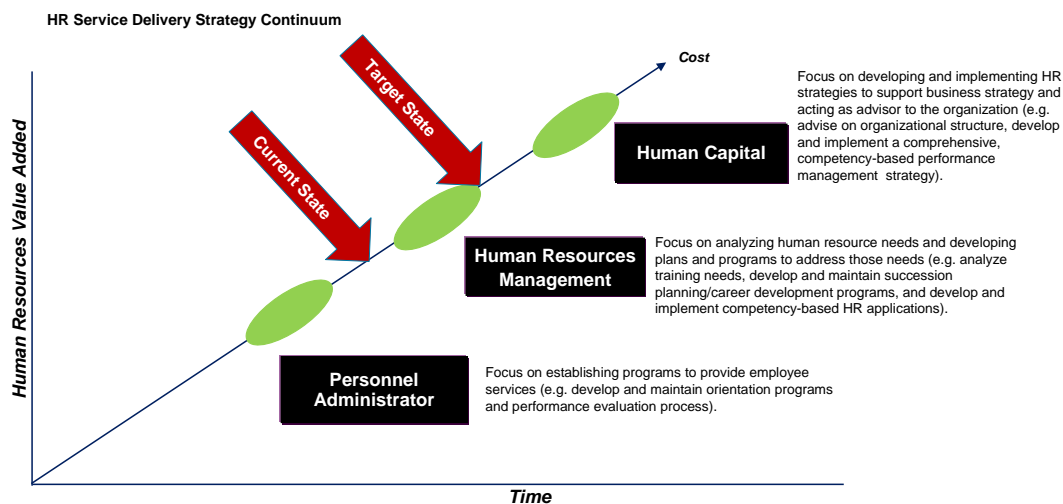 HR Service Delivery Strategy Continuum
Cost
Target State
Current State
Human Resources Value Added
Focus on developing and implementing HR
strategies to support business strategy and
acting as advisor to the organization (e.g.
advise on organizational structure, develop
and implement a comprehensive,
competency-based performance
management strategy).
Human Capital
Human Resources
Management
Focus on analyzing human resource needs and developing
plans and programs to address those needs (e.g. analyze
training needs, develop and maintain succession
planning/career development programs, and develop and
implement competency-based HR applications).
Personnel
Administrator
Focus on establishing programs to provide employee
services (e.g. develop and maintain orientation programs
and performance evaluation process).
Time